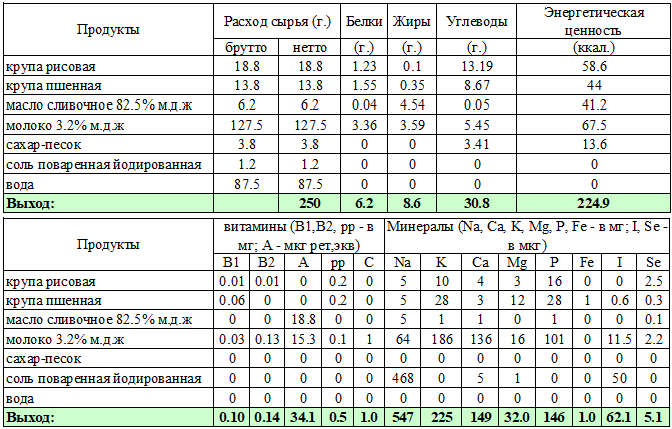 Продукты Расход сырья (г.) Белки Жиры Углеводы Энергетическая ценность
брутто нетто (г.) (г.) (г.) (ккал.)
крупа рисовая 18.8 18.8 1.23 0.1 13.19 58.6
крупа пшенная 13.8 13.8 1.55 0.35 8.67 44
масло сливочное 82.5% м.д.ж 6.2 6.2 0.04 4.54 0.05 41.2
молоко 3.2% м.д.ж 127.5 127.5 3.36 3.59 5.45 67.5
сахар-песок 3.8 3.8 0 0 3.41 13.6
соль поваренная йодированная 1.2 1.2 0 0 0 0
вода 87.5 87.5 0 0 0 0
Выход: 250 6.2 8.6 30.8 224.9
Продукты витамины (В1,В2, рр - в мг; А - мкг рет,экв) Минералы (Na, Ca, K, Mg, P, Fe - в мг; I, Se - в мкг)
В1 В2 А рр С Na K Ca Mg P Fe I Se
крупа рисовая 0.01 0.01 0 0.2 0 5 10 4 3 16 0 0 2.5
крупа пшенная 0.06 0 0 0.2 0 5 28 3 12 28 1 0.6 0.3
масло сливочное 82.5% м.д.ж 0 0 18.8 0 0 5 1 1 0 1 0 0 0.1
молоко 3.2% м.д.ж 0.03 0.13 15.3 0.1 1 64 186 136 16 101 0 11.5 2.2
сахар-песок 0 0 0 0 0 0 0 0 0 0 0 0 0
соль поваренная йодированная 0 0 0 0 0 468 0 5 1 0 0 50 0
вода 0 0 0 0 0 0 0 0 0 0 0 0 0
Выход: 0.10 0.14 34.1 0.5 1.0 547 225 149 32.0 146 1.0 62.1 5.1